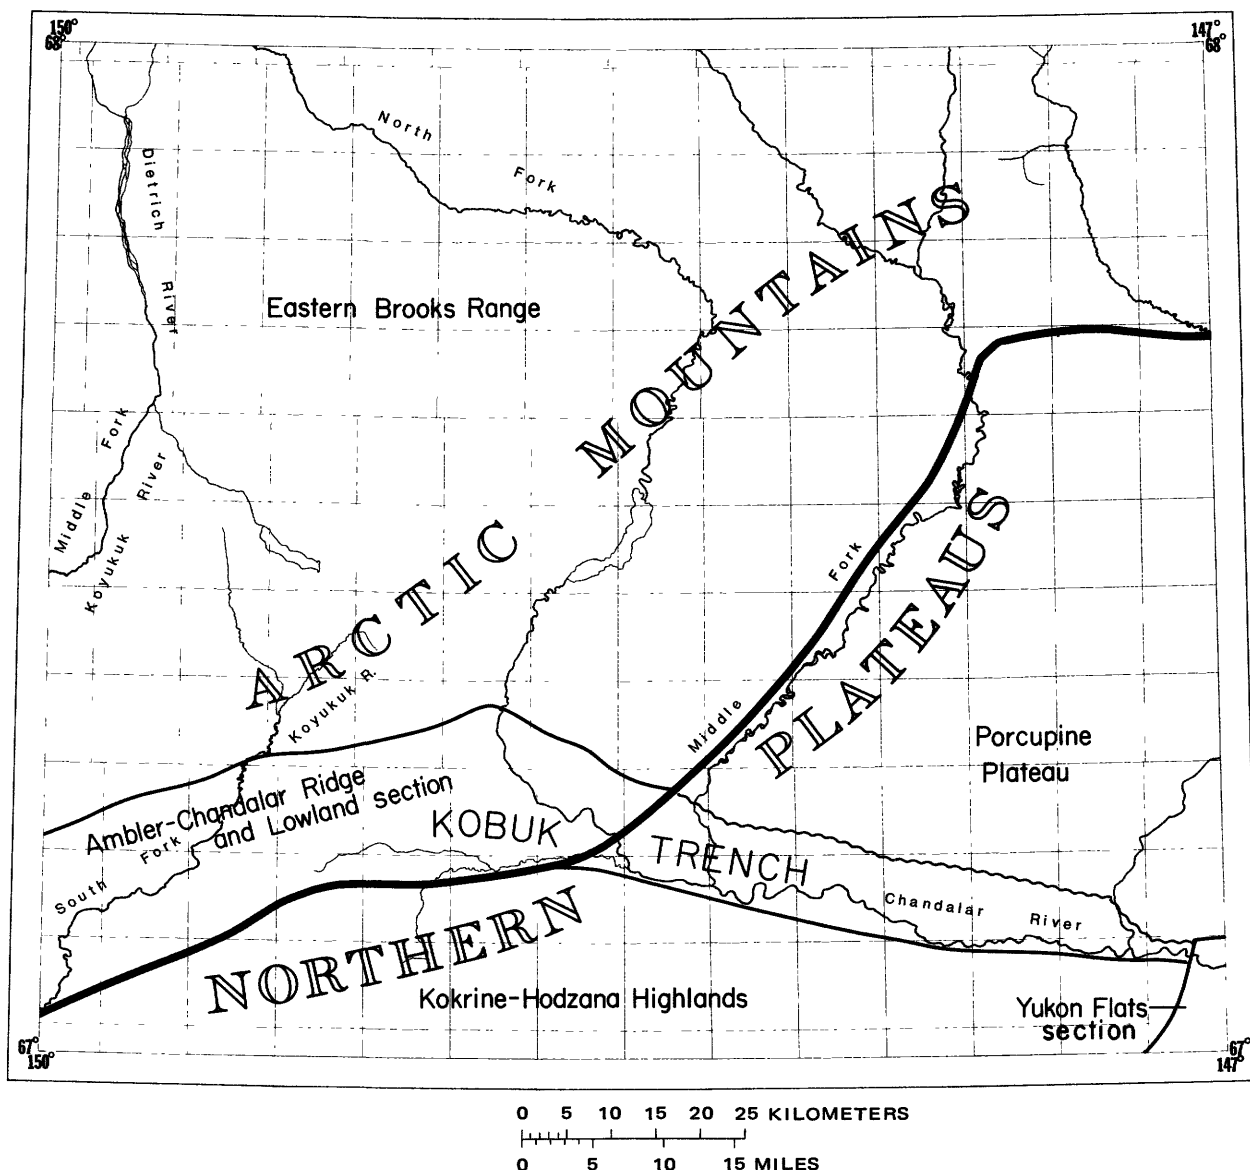 150°
68°
147°
68°
North
Fork
Dietrich
River
Eastern Brooks Range
ARCTIC MOUNTAINS
Middle Fork
Koyukuk River
Middle Fork
NORTHERN PLATEAUS
Koyukuk R.
South Fork
Porcupine
Plateau
Ambler-Chandalar Ridge
and Lowland section
KOBUK TRENCH
Chandalar River
Kokrine-Hodzana Highlands
Yukon Flats
section
67°
150°
67°
147°
0 5 10 15 20 25 KILOMETERS
0 5 10 15 MILES